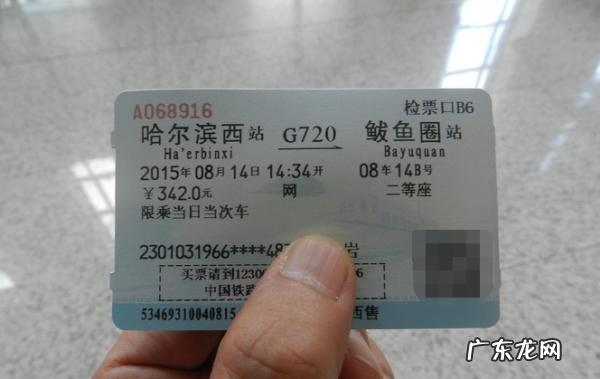 A068916 检票口B6
哈尔滨西站 G720 鲅鱼圈站
Ha'erbinxi Bayuquan
2015年08月14日14:34开 08车14B号
￥342.0元 网 二等座
限乘当日当次车
2301031966****48 岩
买票请到1230 6
中国铁路
53469310040815 西售
广东龙网